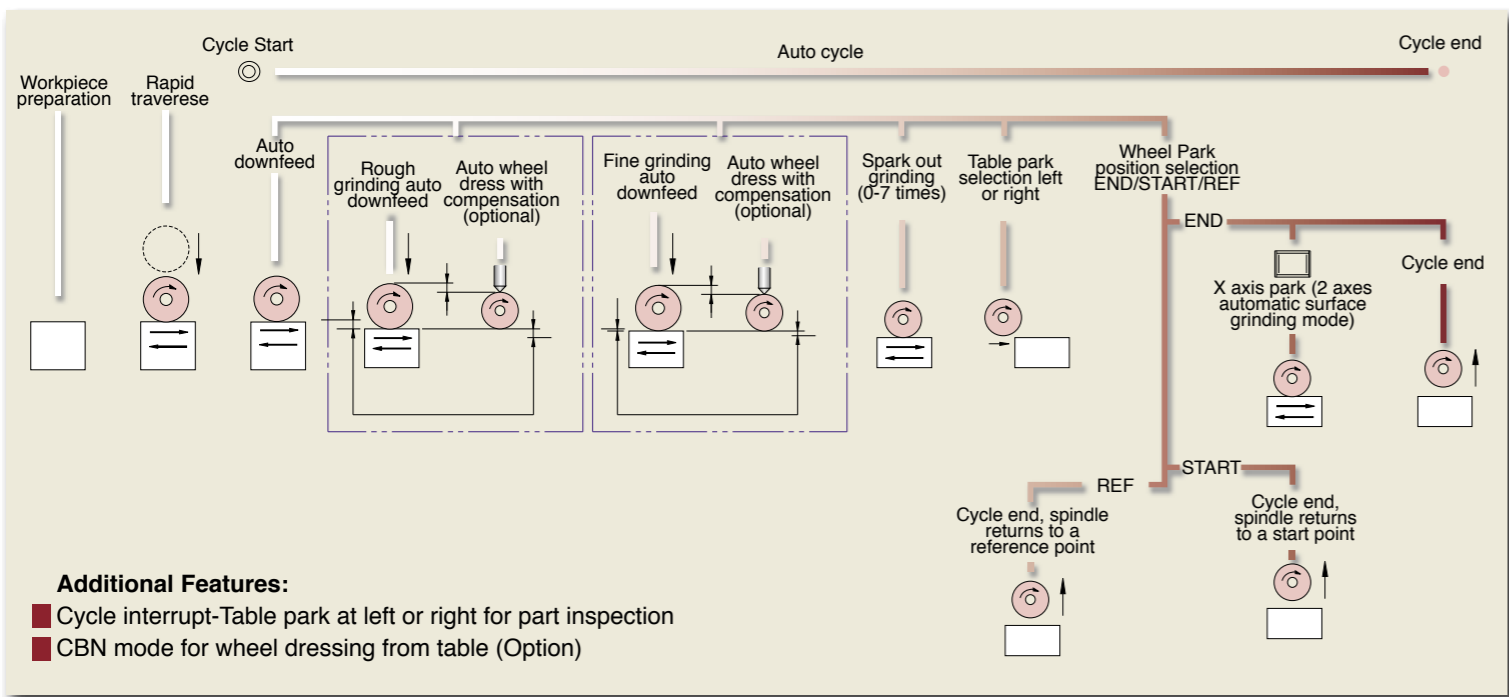 Cycle Start
Auto cycle
Cycle end
Workpiece
preparation
Rapid
traverese
Auto
downfeed
Rough
grinding auto
downfeed
Auto wheel
dress with
compensation
(optional)
Fine grinding
auto
downfeed
Auto wheel
dress with
compensation
(optional)
Spark out
grinding
(0-7 times)
Table park
selection left
or right
Wheel Park
position selection
END/START/REF
END
X axis park (2 axes
automatic surface
grinding mode)
Cycle end
START
REF
Cycle end, spindle
returns to a
reference point
Cycle end,
spindle returns
to a start point
Additional Features:
Cycle interrupt-Table park at left or right for part inspection
CBN mode for wheel dressing from table (Option)